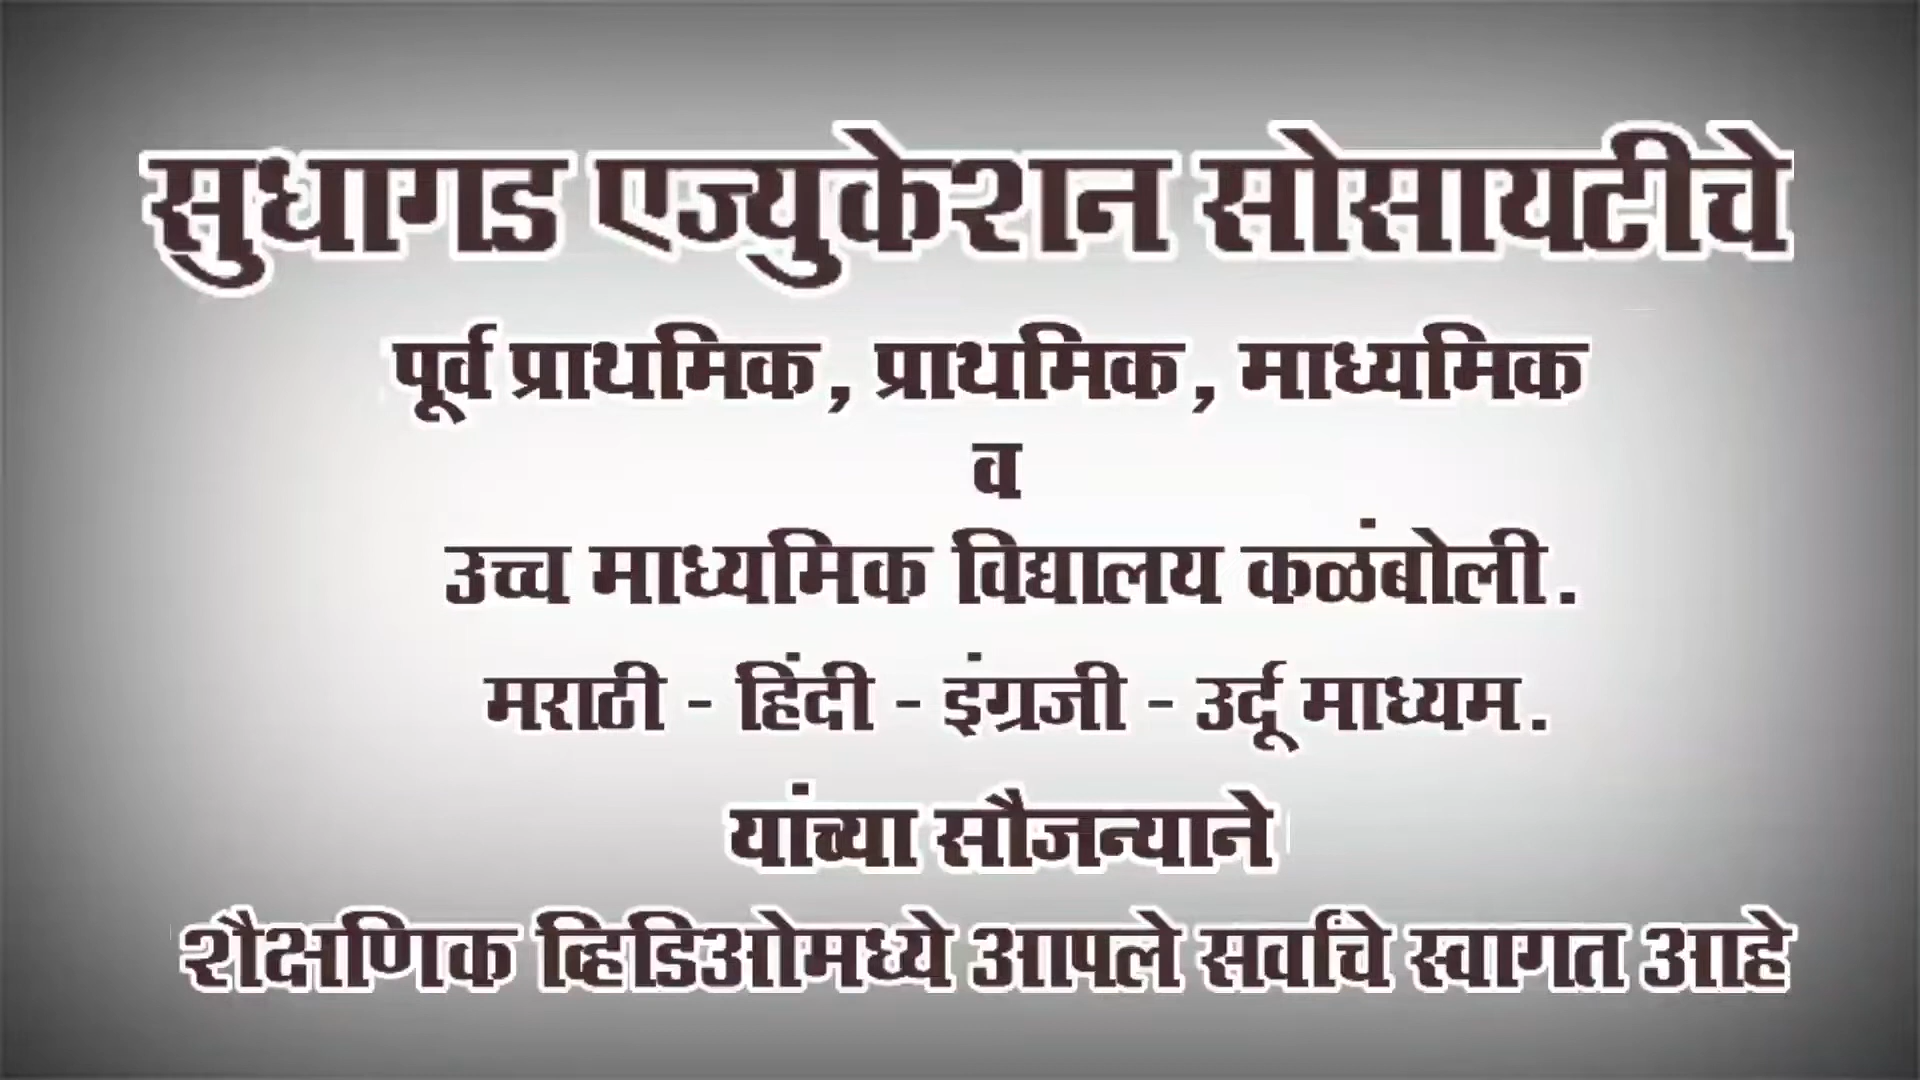 सुधागड एज्युकेशन सोसायटीचे
पूर्व प्राथमिक, प्राथमिक, माध्यमिक
व
उच्च माध्यमिक विद्यालय कळंबोली.
मराठी - हिंदी - इंग्रजी - उर्दू माध्यम.
यांच्या सौजन्याने
शैक्षणिक व्हिडिओमध्ये आपले सर्वांचे स्वागत आहे